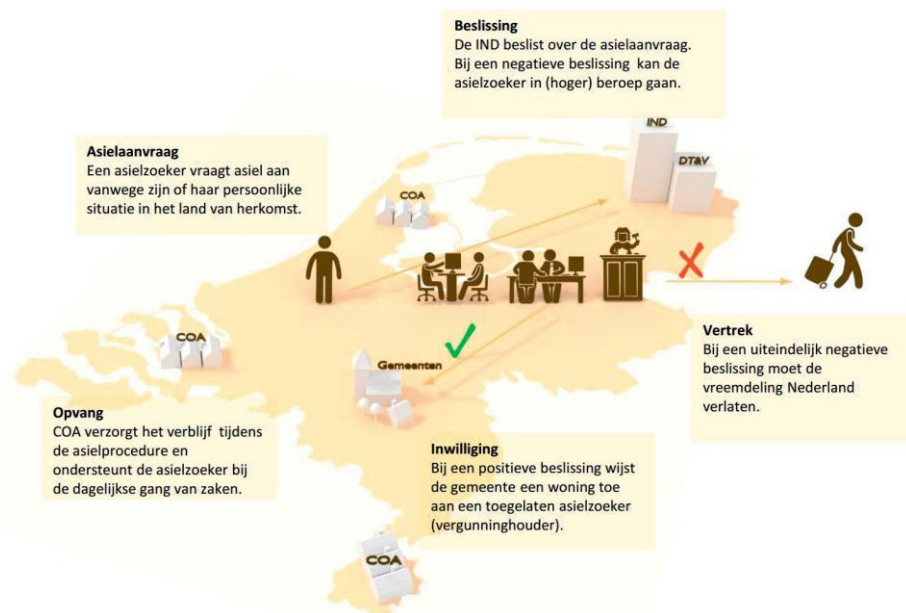 Beslissing
De IND beslist over de asielaanvraag.
Bij een negatieve beslissing kan de
asielzoeker in (hoger) beroep gaan.
IND
DT&V
Asielaanvraag
Een asielzoeker vraagt asiel aan
vanwege zijn of haar persoonlijke
situatie in het land van herkomst.
COA
COA
Gemeenten
Vertrek
Bij een uiteindelijk negatieve
beslissing moet de
vreemdeling Nederland
verlaten.
Opvang
COA verzorgt het verblijf tijdens
de asielprocedure en
ondersteunt de asielzoeker bij
de dagelijkse gang van zaken.
Inwilliging
Bij een positieve beslissing wijst
de gemeente een woning toe
aan een toegelaten asielzoeker
(vergunninghouder).
COA